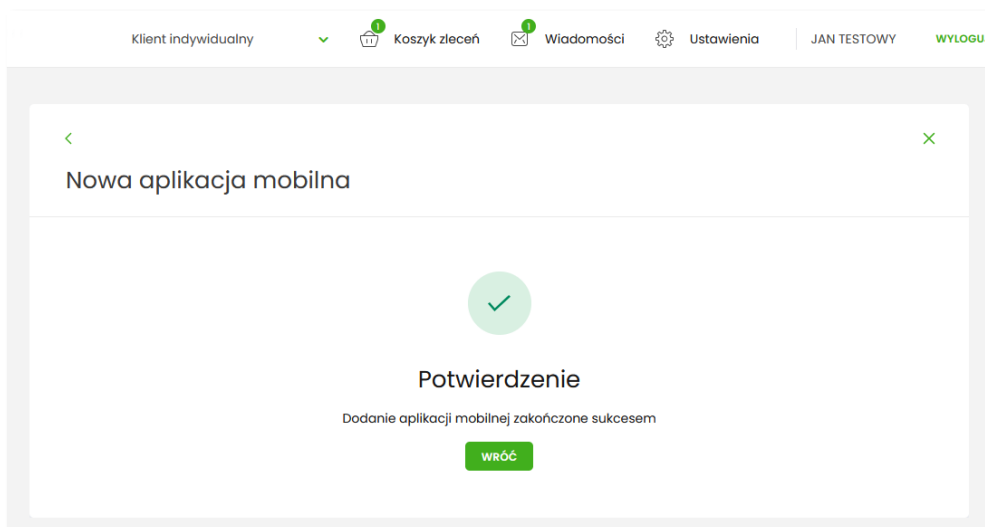 Klient indywidualny 1 Koszyk zleceń 1 Wiadomości Ustawienia JAN TESTOWY WYLOGU
Nowa aplikacja mobilna
Potwierdzenie
Dodanie aplikacji mobilnej zakończone sukcesem
WRÓĆ